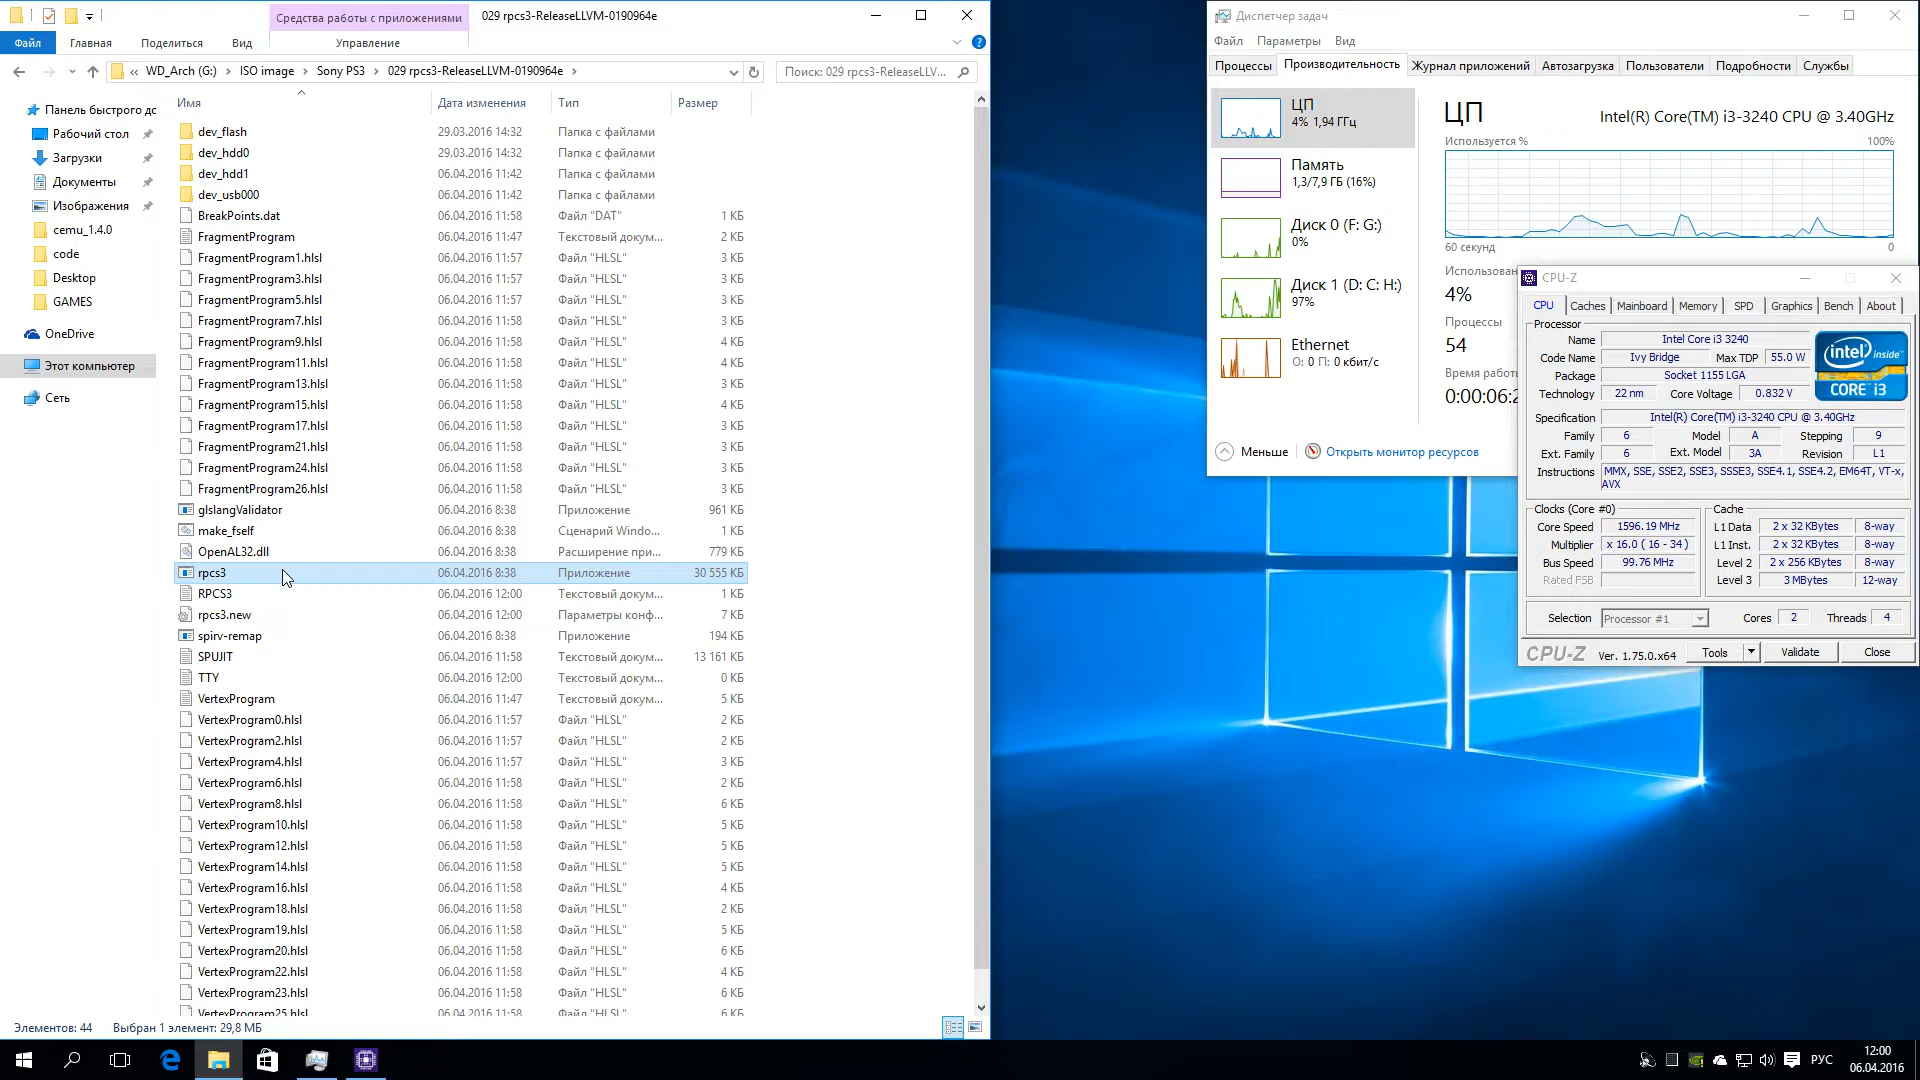 Средства работы с приложениями
029 rpcs3-ReleaseLLVM-0190964e
Файл
Главная
Поделиться
Вид
Управление
« WD_Arch (G:) › ISO image › Sony PS3 › 029 rpcs3-ReleaseLLVM-0190964e ›
Поиск: 029 rpcs3-ReleaseLLV...
Панель быстрого дс
Рабочий стол
Загрузки
Документы
Изображения
cemu_1.4.0
code
Desktop
GAMES
OneDrive
Этот компьютер
Сеть
Имя Дата изменения Тип Размер
dev_flash 29.03.2016 14:32 Папка с файлами
dev_hdd0 29.03.2016 14:32 Папка с файлами
dev_hdd1 06.04.2016 11:42 Папка с файлами
dev_usb000 06.04.2016 11:42 Папка с файлами
BreakPoints.dat 06.04.2016 11:58 Файл "DAT" 1 КБ
FragmentProgram 06.04.2016 11:47 Текстовый докум... 2 КБ
FragmentProgram1.hlsl 06.04.2016 11:57 Файл "HLSL" 3 КБ
FragmentProgram3.hlsl 06.04.2016 11:57 Файл "HLSL" 3 КБ
FragmentProgram5.hlsl 06.04.2016 11:57 Файл "HLSL" 3 КБ
FragmentProgram7.hlsl 06.04.2016 11:58 Файл "HLSL" 3 КБ
FragmentProgram9.hlsl 06.04.2016 11:58 Файл "HLSL" 4 КБ
FragmentProgram11.hlsl 06.04.2016 11:58 Файл "HLSL" 4 КБ
FragmentProgram13.hlsl 06.04.2016 11:58 Файл "HLSL" 3 КБ
FragmentProgram15.hlsl 06.04.2016 11:58 Файл "HLSL" 4 КБ
FragmentProgram17.hlsl 06.04.2016 11:58 Файл "HLSL" 3 КБ
FragmentProgram21.hlsl 06.04.2016 11:58 Файл "HLSL" 4 КБ
FragmentProgram24.hlsl 06.04.2016 11:58 Файл "HLSL" 3 КБ
FragmentProgram26.hlsl 06.04.2016 11:58 Файл "HLSL" 3 КБ
glslangValidator 06.04.2016 8:38 Приложение 961 КБ
make_fself 06.04.2016 8:38 Сценарий Windo... 1 КБ
OpenAL32.dll 06.04.2016 8:38 Расширение при... 779 КБ
rpcs3 06.04.2016 8:38 Приложение 30 555 КБ
RPCS3 06.04.2016 12:00 Текстовый докум... 1 КБ
rpcs3.new 06.04.2016 12:00 Параметры конф... 7 КБ
spirv-remap 06.04.2016 8:38 Приложение 194 КБ
SPUJIT 06.04.2016 11:58 Текстовый докум... 13 161 КБ
TTY 06.04.2016 12:00 Текстовый докум... 0 КБ
VertexProgram 06.04.2016 11:47 Текстовый докум... 5 КБ
VertexProgram0.hlsl 06.04.2016 11:57 Файл "HLSL" 2 КБ
VertexProgram2.hlsl 06.04.2016 11:57 Файл "HLSL" 2 КБ
VertexProgram4.hlsl 06.04.2016 11:57 Файл "HLSL" 3 КБ
VertexProgram6.hlsl 06.04.2016 11:58 Файл "HLSL" 2 КБ
VertexProgram8.hlsl 06.04.2016 11:58 Файл "HLSL" 6 КБ
VertexProgram10.hlsl 06.04.2016 11:58 Файл "HLSL" 5 КБ
VertexProgram12.hlsl 06.04.2016 11:58 Файл "HLSL" 5 КБ
VertexProgram14.hlsl 06.04.2016 11:58 Файл "HLSL" 5 КБ
VertexProgram16.hlsl 06.04.2016 11:58 Файл "HLSL" 4 КБ
VertexProgram18.hlsl 06.04.2016 11:58 Файл "HLSL" 2 КБ
VertexProgram19.hlsl 06.04.2016 11:58 Файл "HLSL" 5 КБ
VertexProgram20.hlsl 06.04.2016 11:58 Файл "HLSL" 6 КБ
VertexProgram22.hlsl 06.04.2016 11:58 Файл "HLSL" 4 КБ
VertexProgram23.hlsl 06.04.2016 11:58 Файл "HLSL" 6 КБ
VertexProgram25.hlsl 06.04.2016 11:58 Файл "HLSL" 6 КБ
Элементов: 44 Выбран 1 элемент: 29,8 МБ
Диспетчер задач
Файл Параметры Вид
Процессы Производительность Журнал приложений Автозагрузка Пользователи Подробности Службы
ЦП
4% 1,94 ГГц
Память
1,3/7,9 ГБ (16%)
Диск 0 (F: G:)
0%
Диск 1 (D: C: H:)
97%
Ethernet
О: 0 П: 0 кбит/с
ЦП Intel(R) Core(TM) i3-3240 CPU @ 3.40GHz
Используется % 100%
60 секунд 0
Использован
4%
Процессы
54
Время работь
0:00:06:2
Меньше
Открыть монитор ресурсов
CPU-Z
CPU Caches Mainboard Memory SPD Graphics Bench About
Processor
Name Intel Core i3 3240
Code Name Ivy Bridge Max TDP 55.0 W
Package Socket 1155 LGA
Technology 22 nm Core Voltage 0.832 V
intel inside
CORE i3
Specification Intel(R) Core(TM) i3-3240 CPU @ 3.40GHz
Family 6 Model A Stepping 9
Ext. Family 6 Ext. Model 3A Revision L1
Instructions MMX, SSE, SSE2, SSE3, SSSE3, SSE4.1, SSE4.2, EM64T, VT-x,
AVX
Clocks (Core #0)
Core Speed 1596.19 MHz
Multiplier x 16.0 ( 16 - 34 )
Bus Speed 99.76 MHz
Rated FSB
Cache
L1 Data 2 x 32 KBytes 8-way
L1 Inst. 2 x 32 KBytes 8-way
Level 2 2 x 256 KBytes 8-way
Level 3 3 MBytes 12-way
Selection Processor #1 Cores 2 Threads 4
CPU-Z Ver. 1.75.0.x64 Tools Validate Close
РУС
12:00
06.04.2016